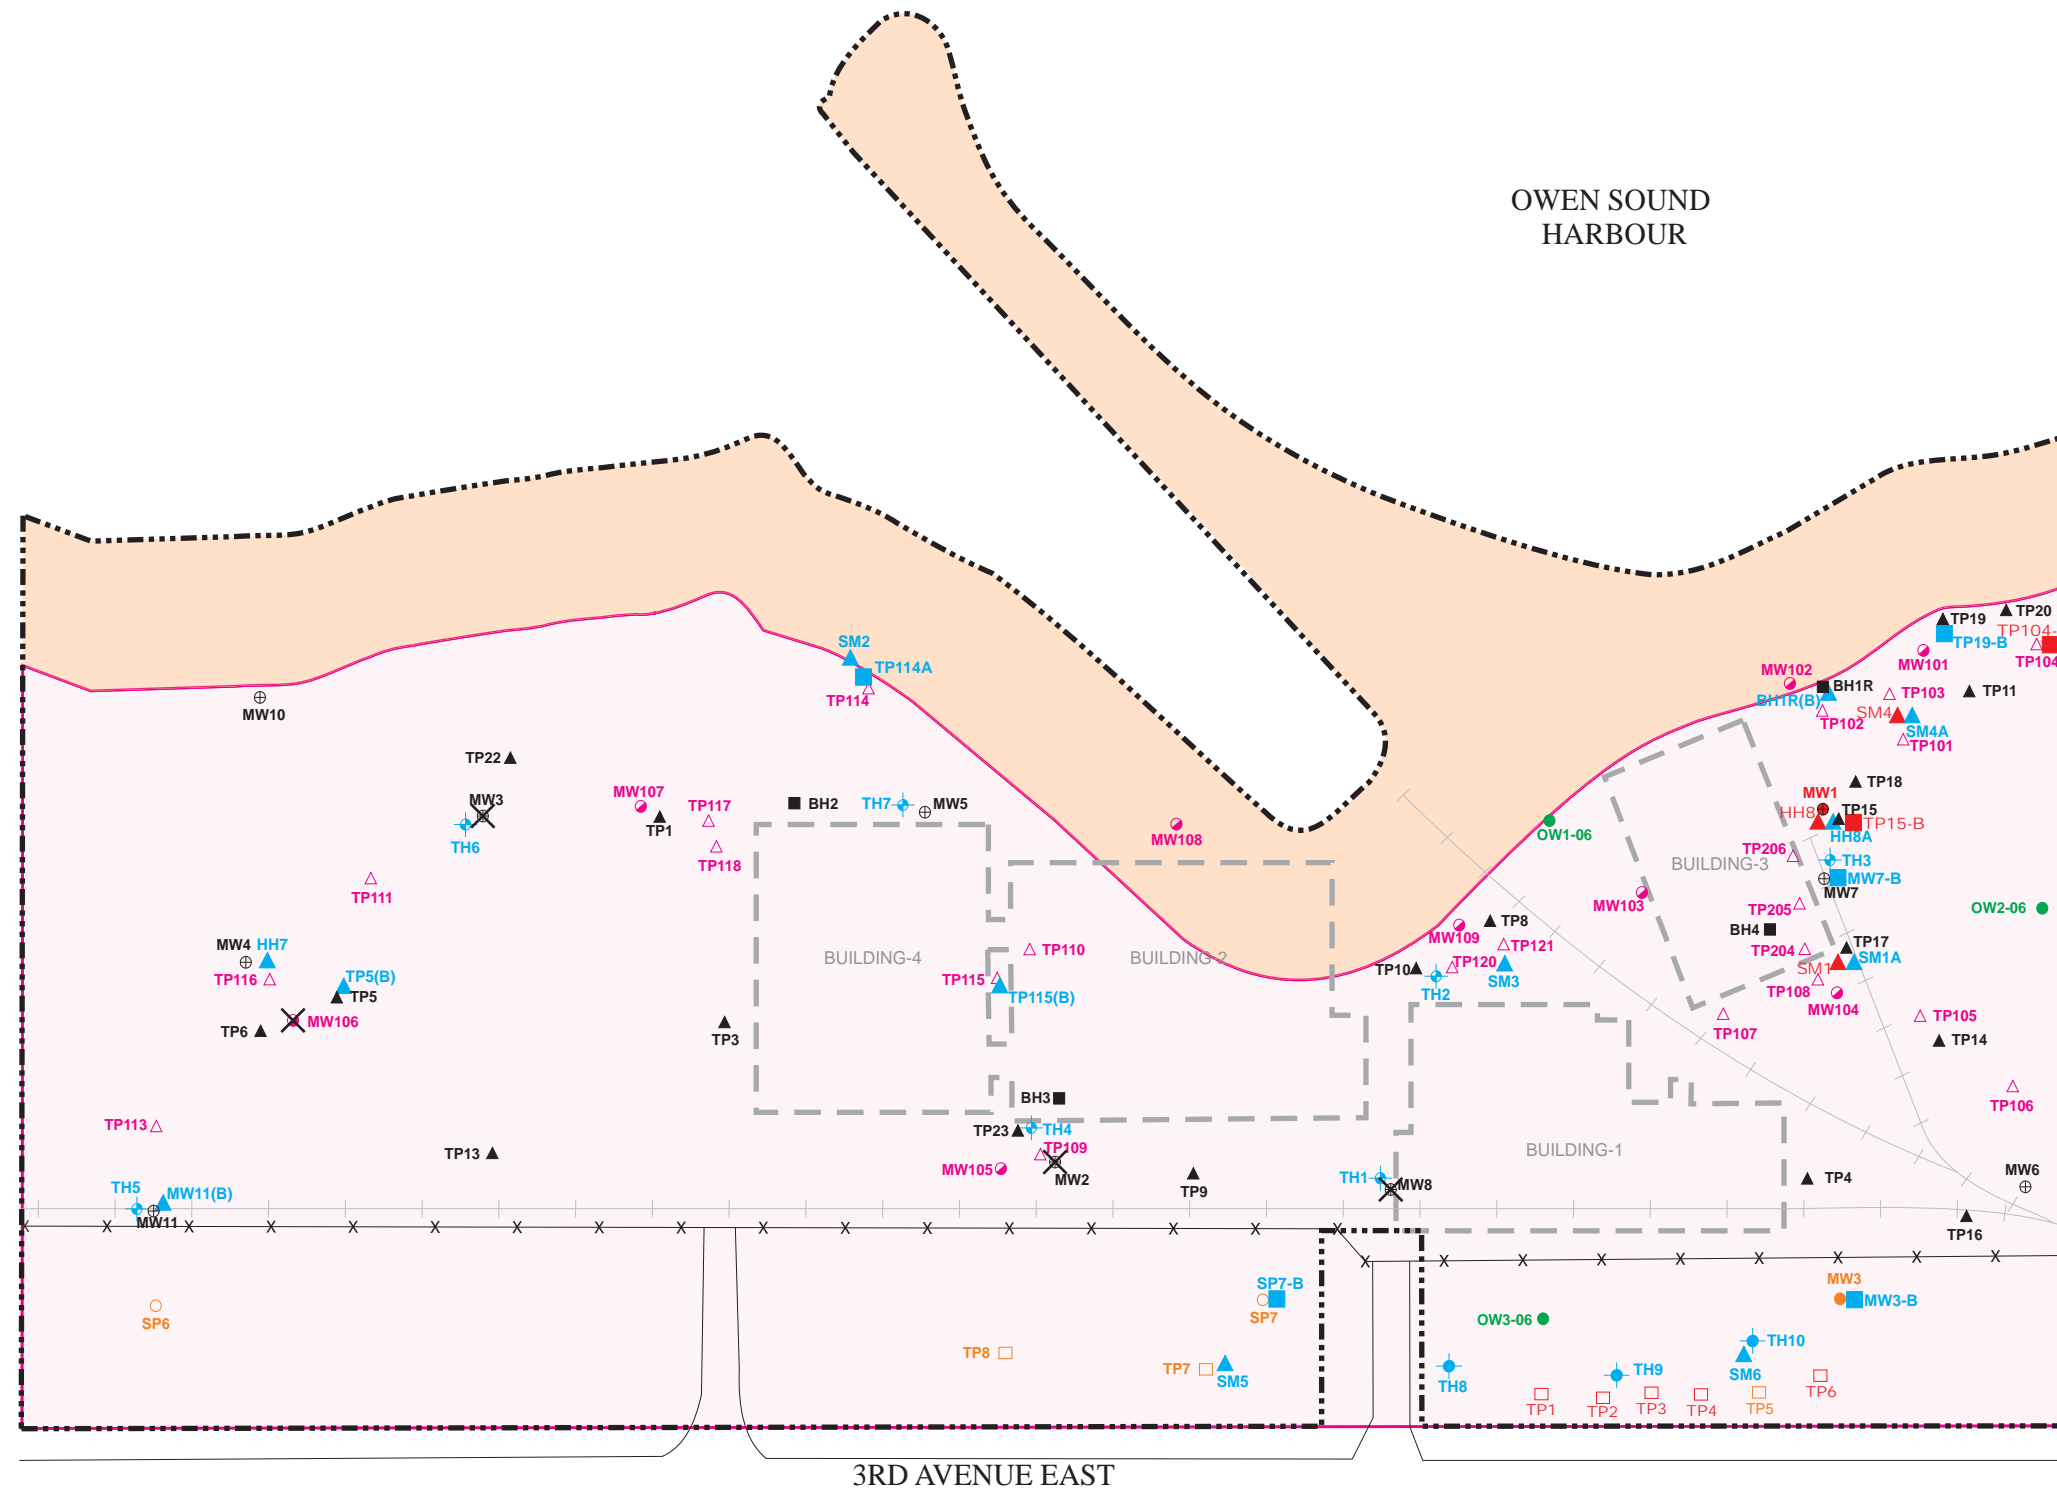 OWEN SOUND
HARBOUR
TP19
TP20
TP19-B
TP104-
TP104
MW101
SM2
TP114A
TP114
MW102
BH1R
BH1R(B)
TP102
TP103
TP11
SM4
SM4A
TP101
MW10
TP22
MW3
TH6
MW107
TP1
TP117
TP118
BH2
TH7
MW5
MW108
OW1-06
TP18
MW1
TP15
HH8
TP15-B
HH8A
TP206
TH3
MW7-B
MW7
BUILDING-3
TP111
MW103
TP205
OW2-06
BH4
TP17
TP204
SM1
SM1A
TP108
MW104
TP107
TP105
TP14
TP106
MW4
HH7
TP116
TP5(B)
TP5
MW106
TP6
BUILDING-4
TP110
BUILDING-2
TP115
TP115(B)
TP3
TP8
MW109
TP121
TP120
TP10
TH2
SM3
BH3
TP23
TH4
TP109
MW105
MW2
TP9
TH1
MW8
BUILDING-1
TP4
MW6
TP16
TP113
TP13
TH5
MW11(B)
MW11
X X X X X X X X X X X X X X X X X
X X X X X X X X X
SP6
SP7-B
SP7
TP8
TP7
SM5
MW3
MW3-B
OW3-06
TH10
TH8
TH9
SM6
TP1
TP2
TP3
TP4
TP5
TP6
3RD AVENUE EAST